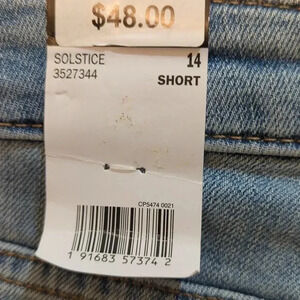 $48.00
SOLSTICE 14
3527344 SHORT
CP5474 0021
1 91683 57374 2